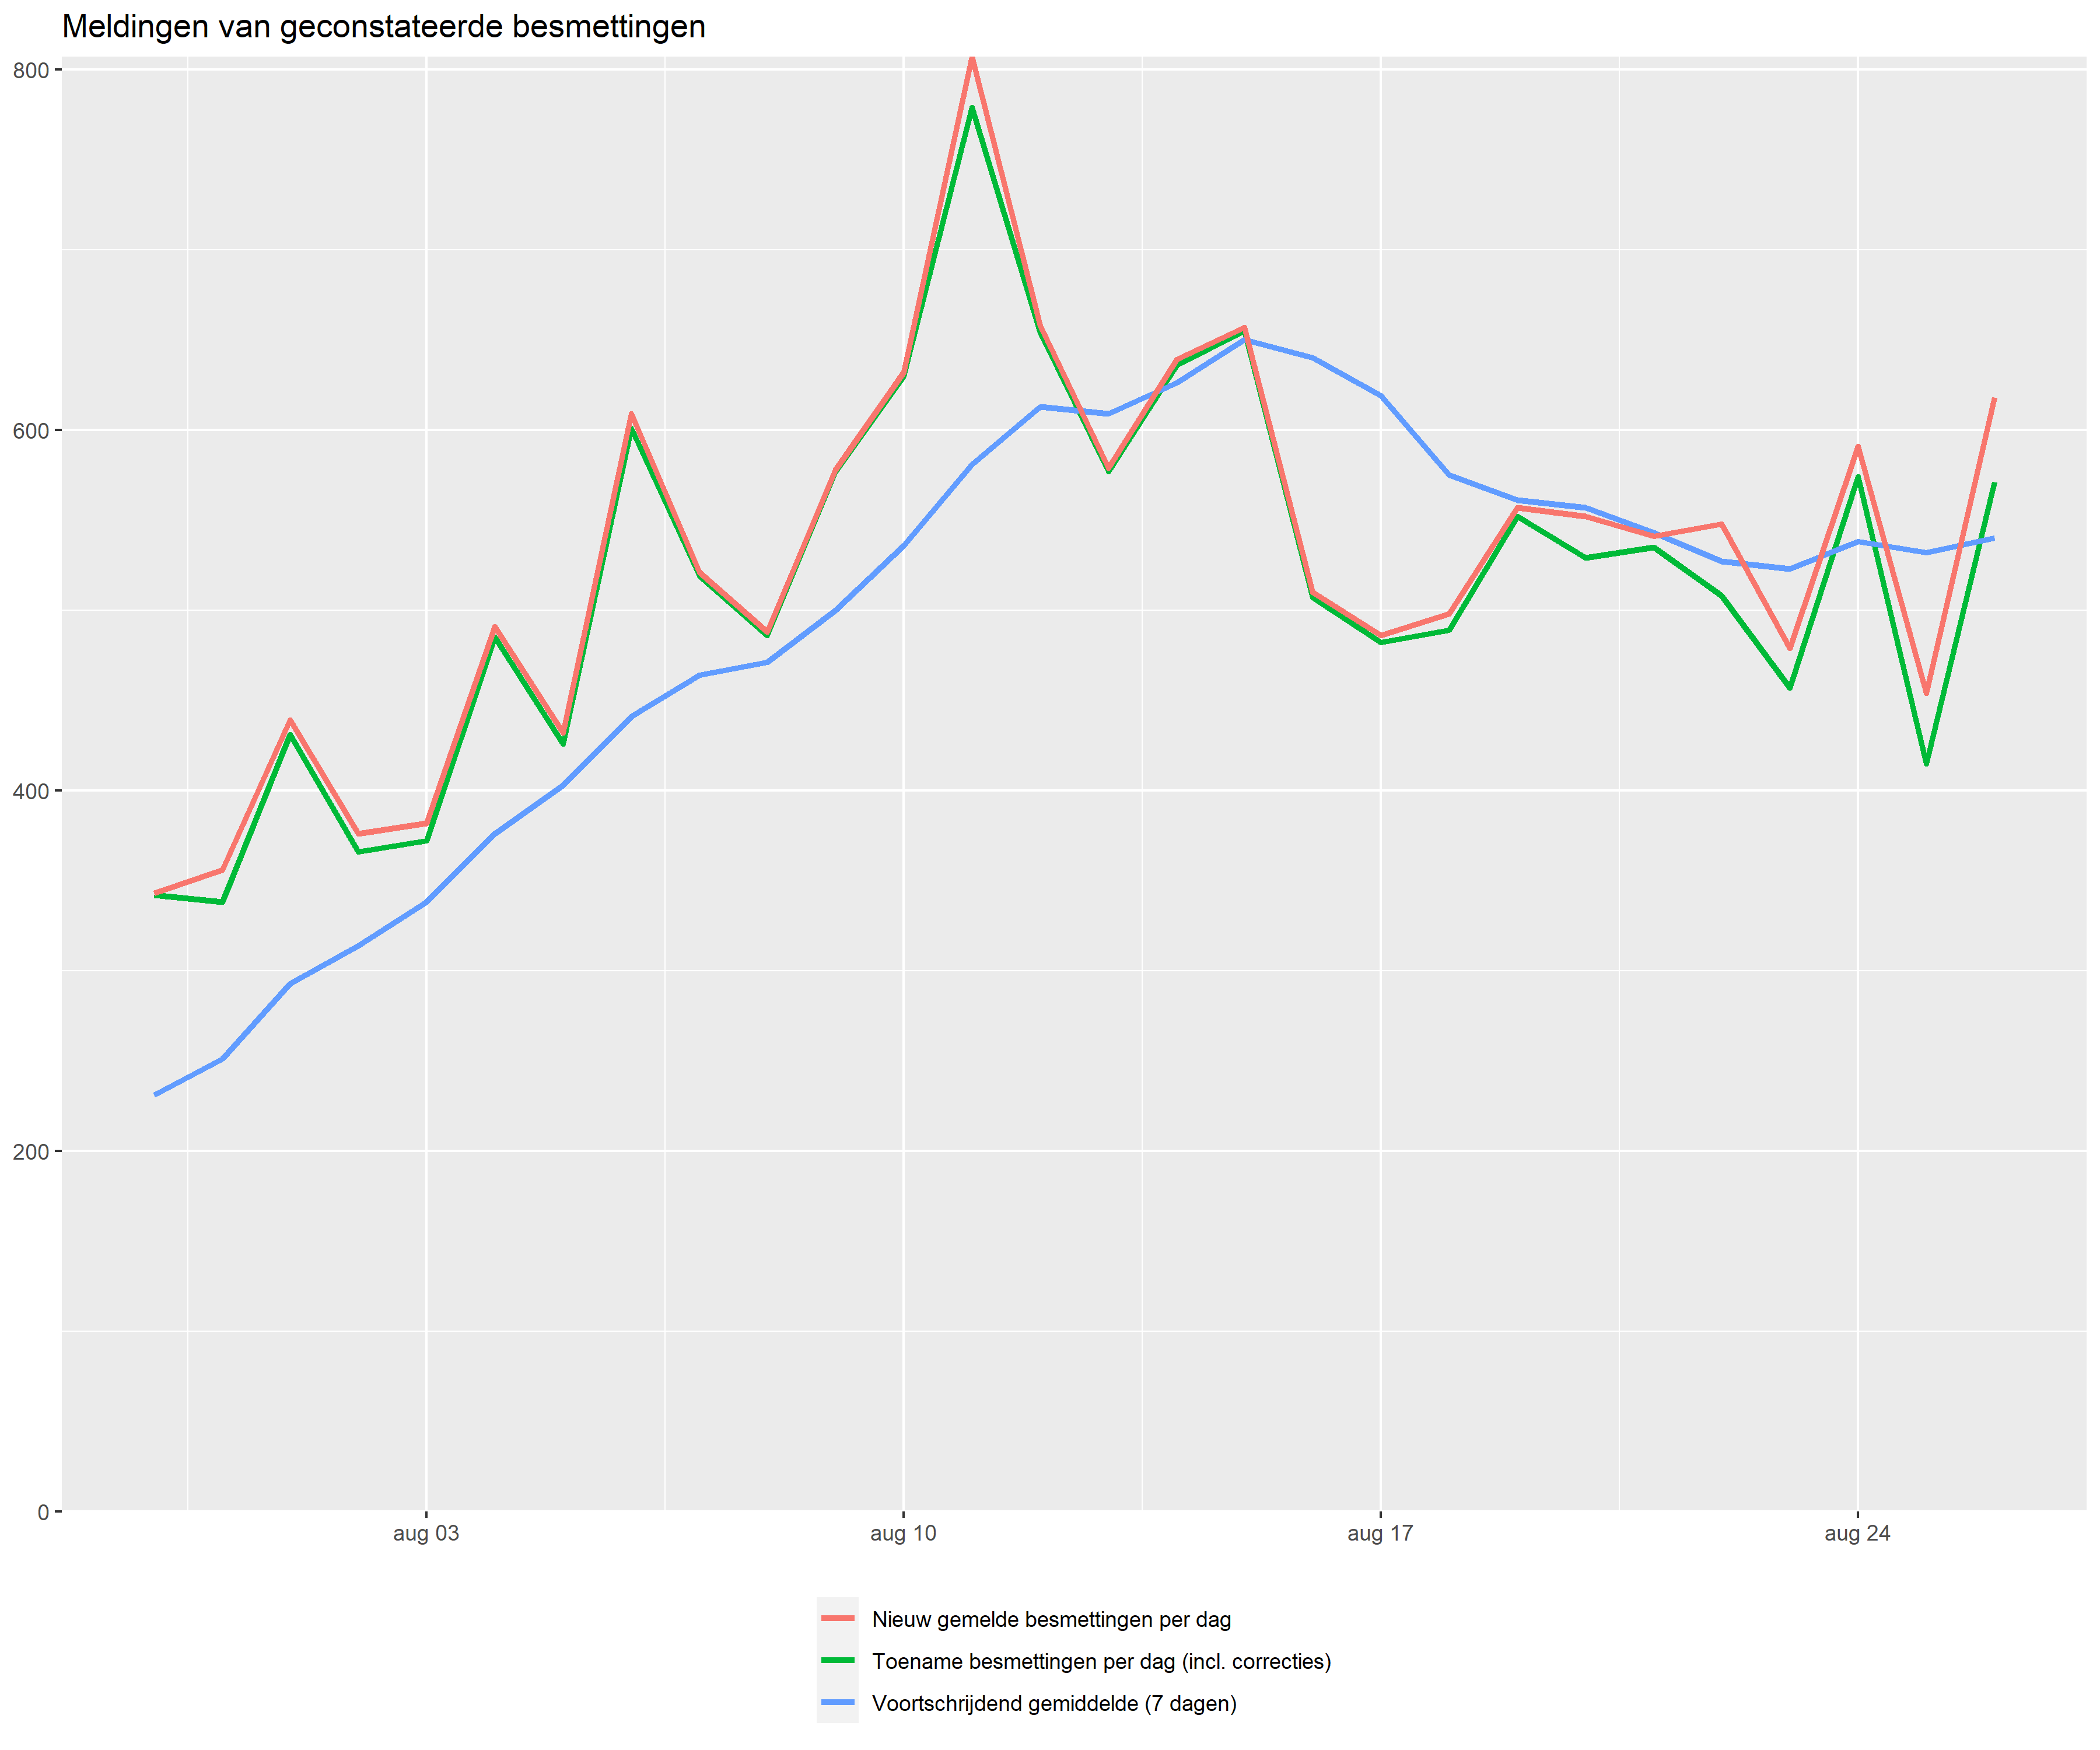 Meldingen van geconstateerde besmettingen
800
600
400
200
0
aug 03
aug 10
aug 17
aug 24
Nieuw gemelde besmettingen per dag
Toename besmettingen per dag (incl. correcties)
Voortschrijdend gemiddelde (7 dagen)